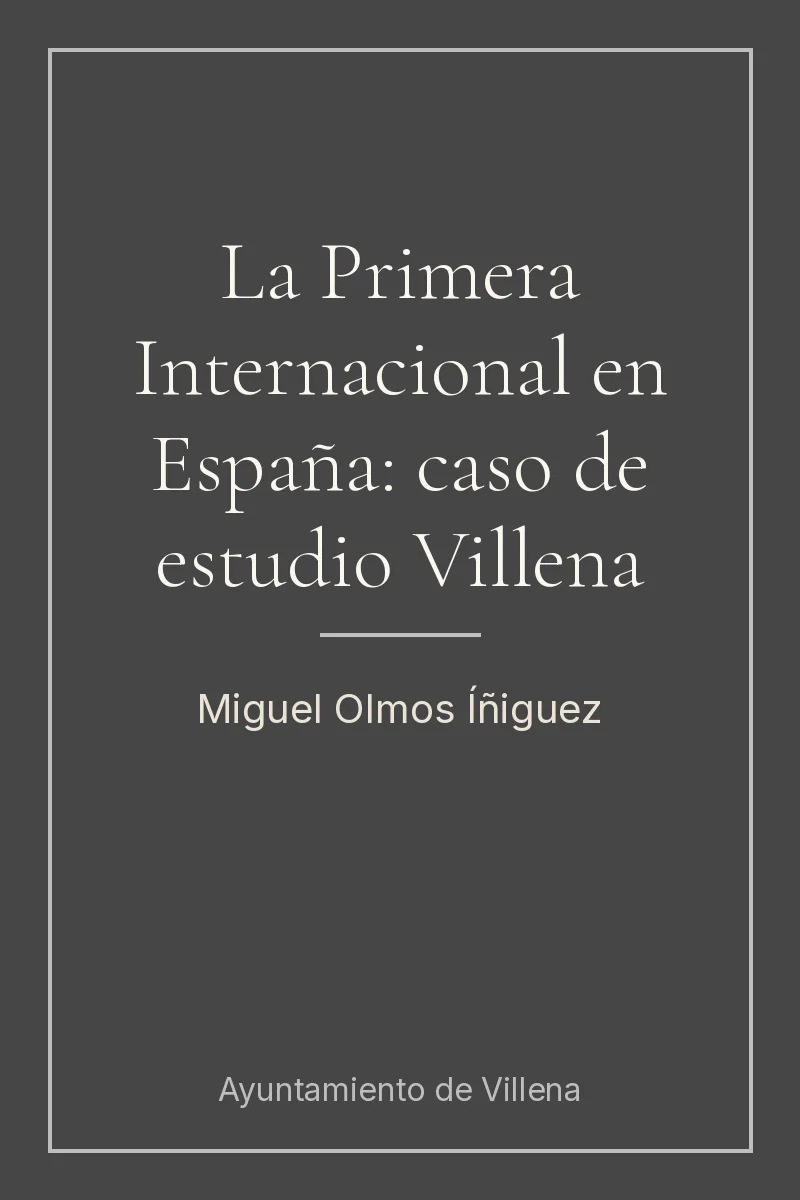 La Primera
Internacional en
España: caso de
estudio Villena
Miguel Olmos Íñiguez
Ayuntamiento de Villena